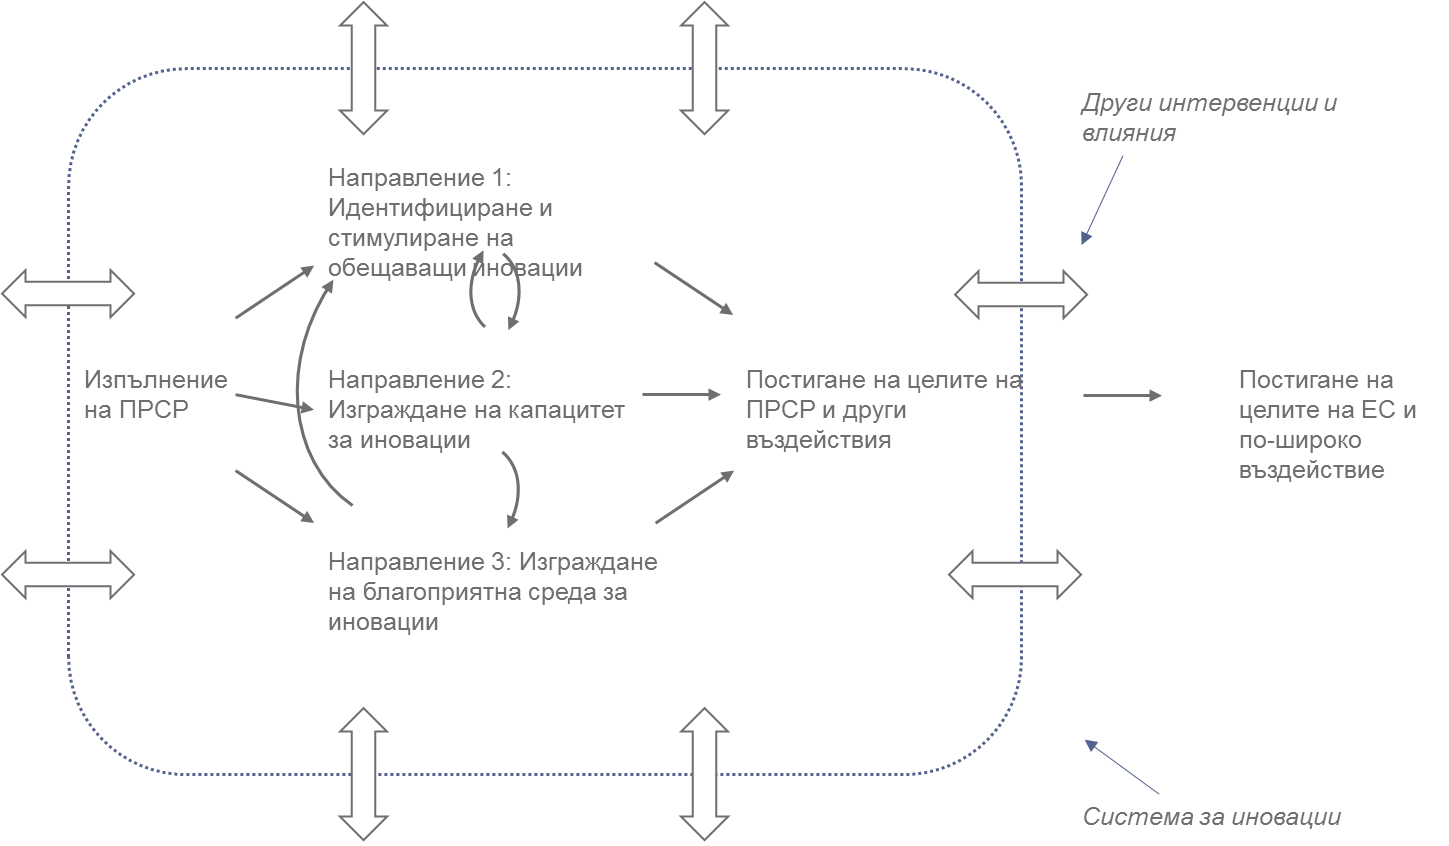 Други интервенции и
влияния
Направление 1:
Идентифициране и
стимулиране на
обещаващи иновации
Изпълнение
на ПРСР
Направление 2:
Изграждане на капацитет
за иновации
Постигане на целите на
ПРСР и други
въздействия
Постигане на
целите на ЕС и
по-широко
въздействие
Направление 3: Изграждане
на благоприятна среда за
иновации
Система за иновации